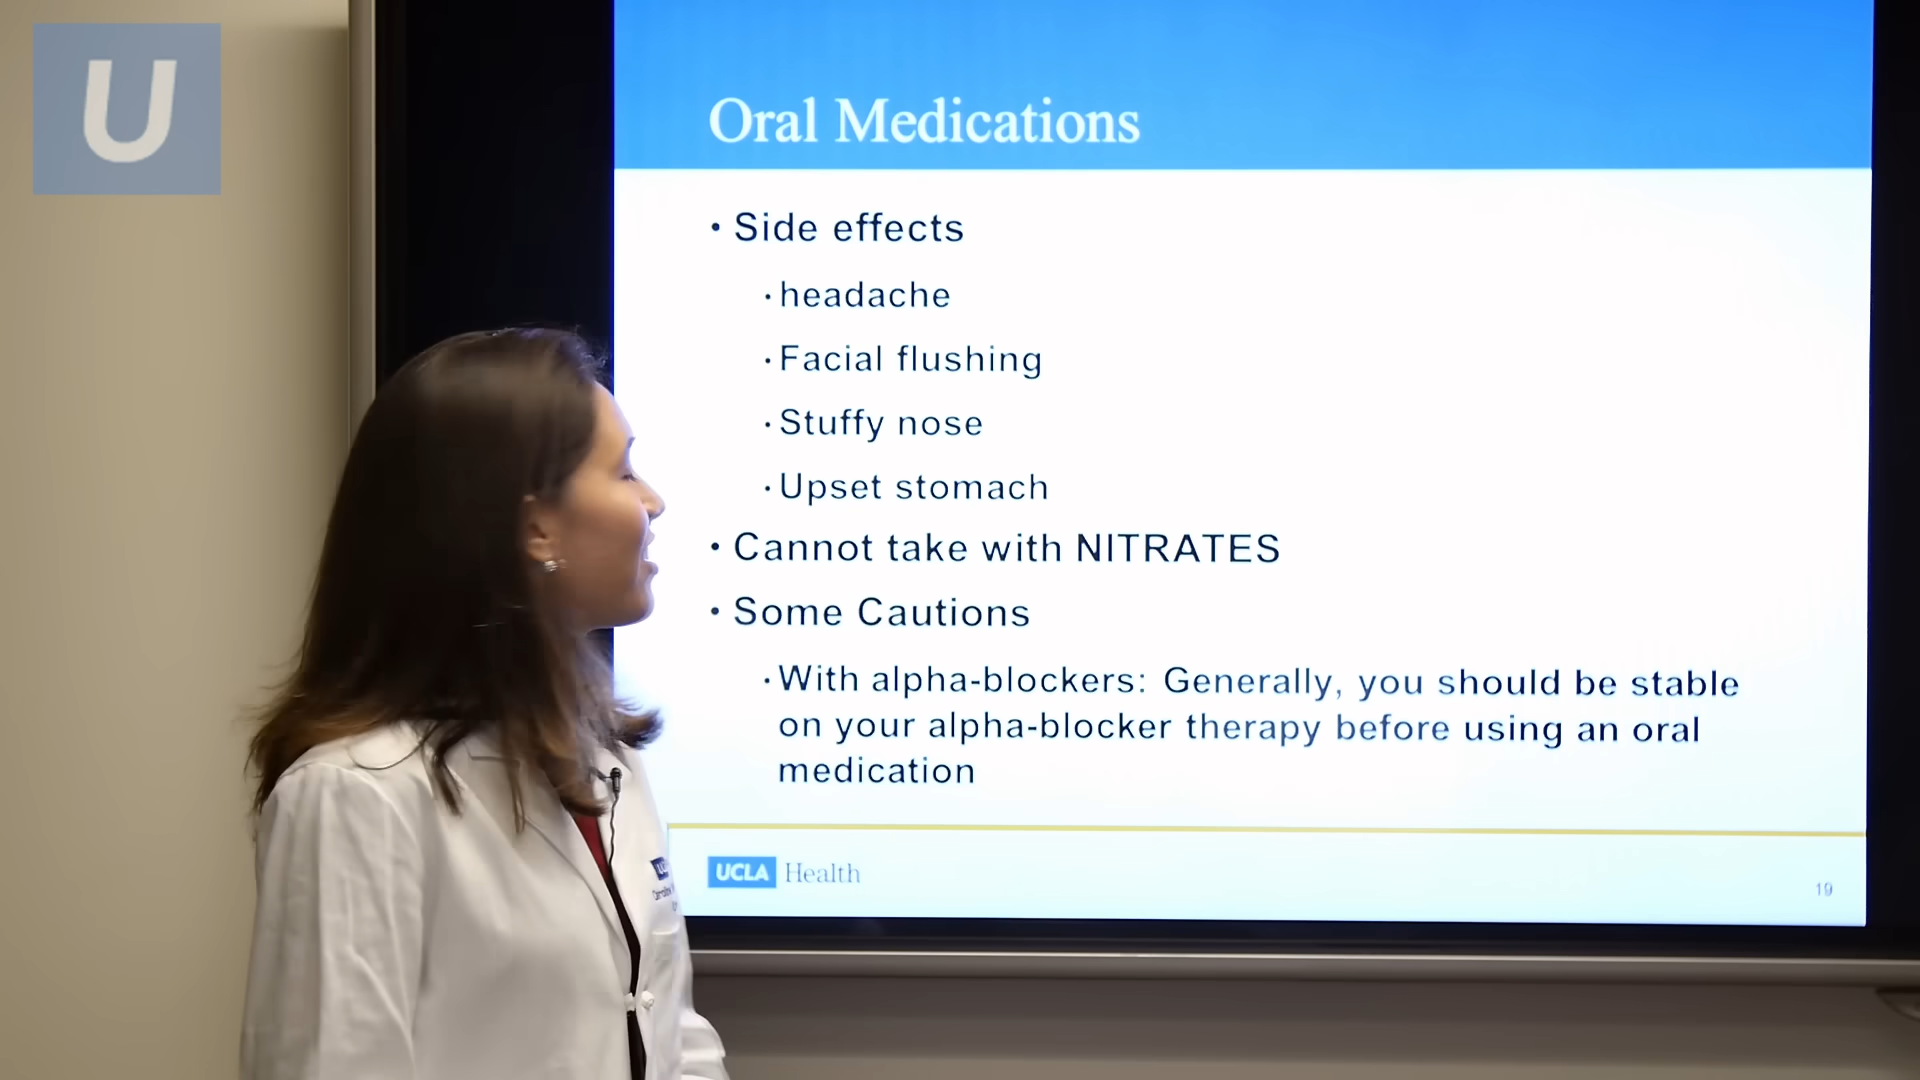 U
Oral Medications
• Side effects
• headache
• Facial flushing
• Stuffy nose
• Upset stomach
• Cannot take with NITRATES
• Some Cautions
• With alpha-blockers: Generally, you should be stable
on your alpha-blocker therapy before using an oral
medication
UCLA Health
19